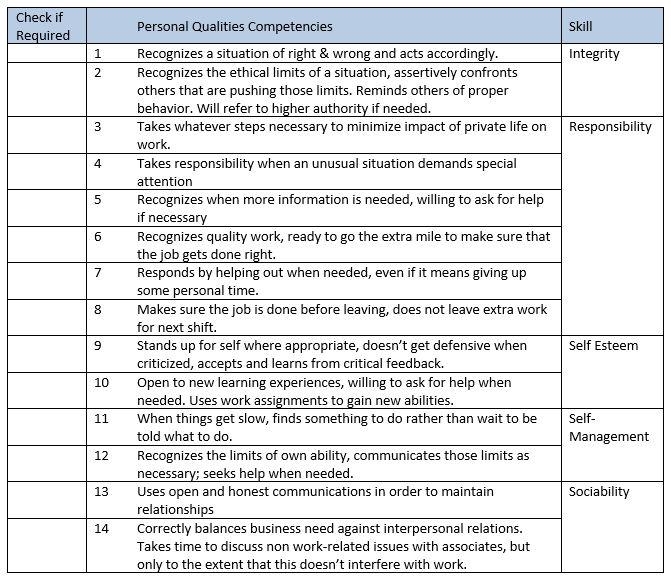 Check if
Required
Personal Qualities Competencies
Skill
1 Recognizes a situation of right & wrong and acts accordingly.
Integrity
2 Recognizes the ethical limits of a situation, assertively confronts
others that are pushing those limits. Reminds others of proper
behavior. Will refer to higher authority if needed.
3 Takes whatever steps necessary to minimize impact of private life on
work.
Responsibility
4 Takes responsibility when an unusual situation demands special
attention
5 Recognizes when more information is needed, willing to ask for help
if necessary
6 Recognizes quality work, ready to go the extra mile to make sure that
the job gets done right.
7 Responds by helping out when needed, even if it means giving up
some personal time.
8 Makes sure the job is done before leaving, does not leave extra work
for next shift.
9 Stands up for self where appropriate, doesn’t get defensive when
criticized, accepts and learns from critical feedback.
Self Esteem
10 Open to new learning experiences, willing to ask for help when
needed. Uses work assignments to gain new abilities.
11 When things get slow, finds something to do rather than wait to be
told what to do.
Self-
Management
12 Recognizes the limits of own ability, communicates those limits as
necessary; seeks help when needed.
13 Uses open and honest communications in order to maintain
relationships
Sociability
14 Correctly balances business need against interpersonal relations.
Takes time to discuss non work-related issues with associates, but
only to the extent that this doesn’t interfere with work.